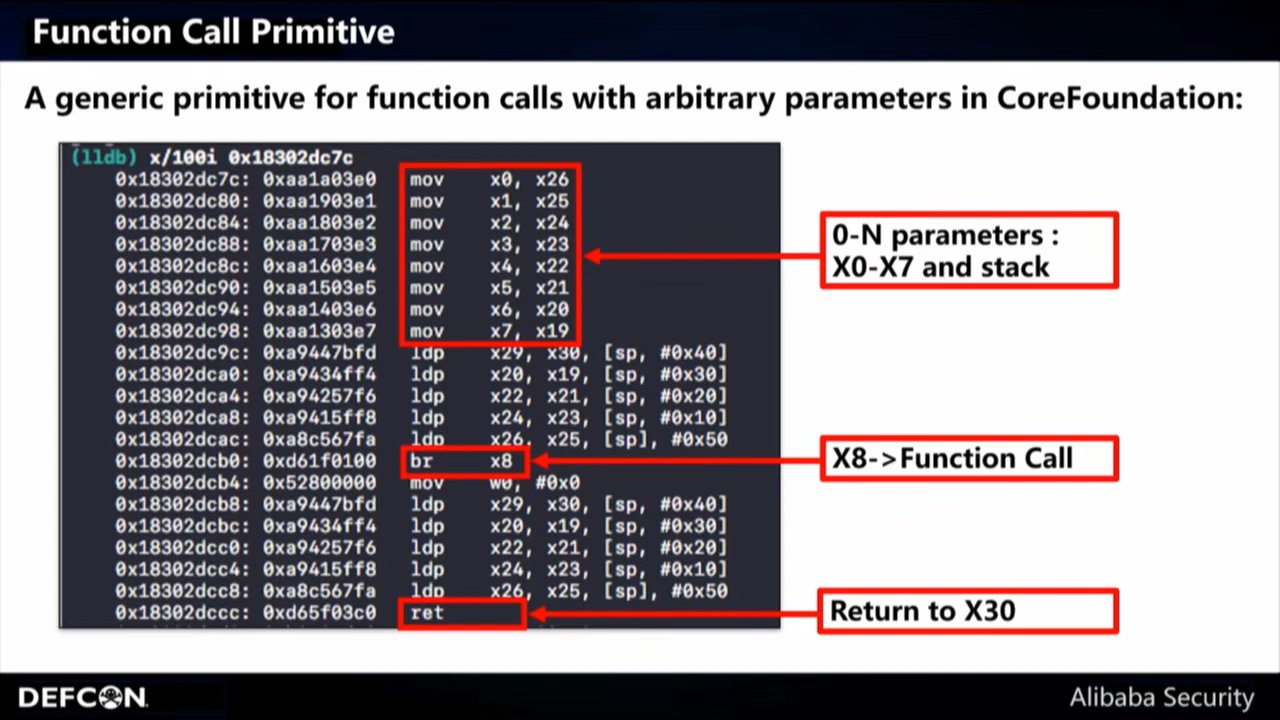 Function Call Primitive
A generic primitive for function calls with arbitrary parameters in CoreFoundation:
(lldb) x/100i 0x18302dc7c
0x18302dc7c: 0xaa1a03e0 mov x0, x26
0x18302dc80: 0xaa1903e1 mov x1, x25
0x18302dc84: 0xaa1803e2 mov x2, x24
0x18302dc88: 0xaa1703e3 mov x3, x23
0x18302dc8c: 0xaa1603e4 mov x4, x22
0x18302dc90: 0xaa1503e5 mov x5, x21
0x18302dc94: 0xaa1403e6 mov x6, x20
0x18302dc98: 0xaa1303e7 mov x7, x19
0x18302dc9c: 0xa9447bfd ldp x29, x30, [sp, #0x40]
0x18302dca0: 0xa9434ff4 ldp x20, x19, [sp, #0x30]
0x18302dca4: 0xa94257f6 ldp x22, x21, [sp, #0x20]
0x18302dca8: 0xa9415ff8 ldp x24, x23, [sp, #0x10]
0x18302dcac: 0xa8c567fa ldp x26, x25, [sp], #0x50
0x18302dcb0: 0xd61f0100 br x8
0x18302dcb4: 0x52800000 mov w0, #0x0
0x18302dcb8: 0xa9447bfd ldp x29, x30, [sp, #0x40]
0x18302dcbc: 0xa9434ff4 ldp x20, x19, [sp, #0x30]
0x18302dcc0: 0xa94257f6 ldp x22, x21, [sp, #0x20]
0x18302dcc4: 0xa9415ff8 ldp x24, x23, [sp, #0x10]
0x18302dcc8: 0xa8c567fa ldp x26, x25, [sp], #0x50
0x18302dccc: 0xd65f03c0 ret
0-N parameters :
X0-X7 and stack
X8->Function Call
Return to X30
DEFCON
Alibaba Security